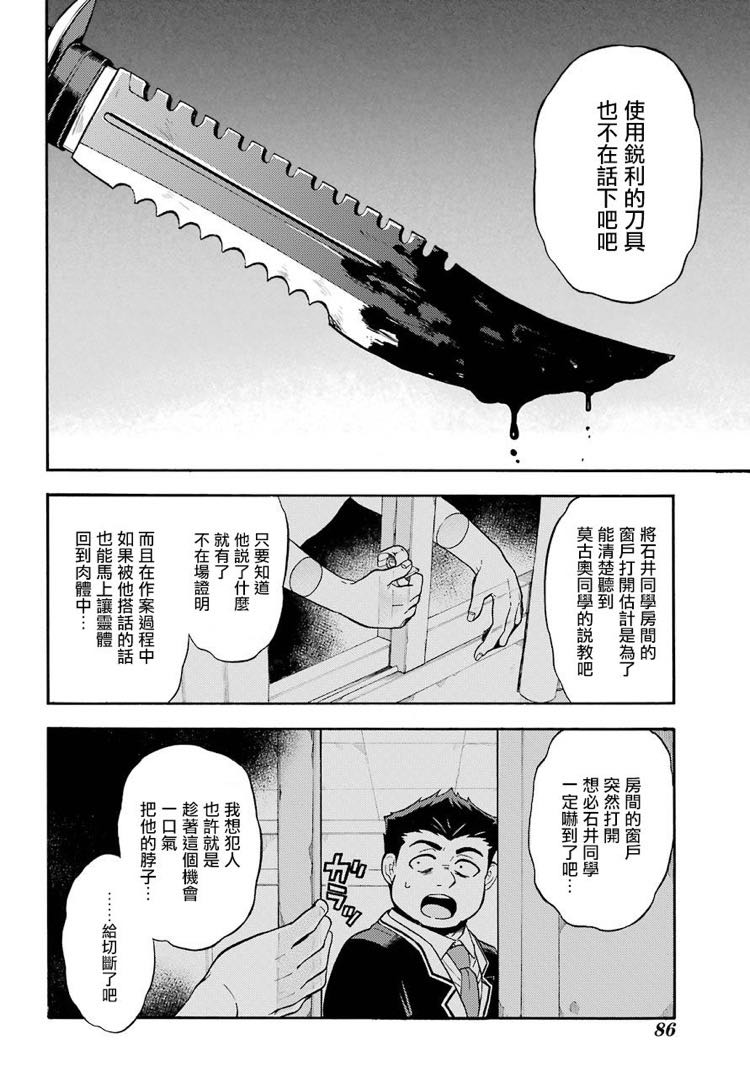 使用銳利的刀具
也不在話下吧吧
將石井同學房間的
窗戶打開估計是為了
能清楚聽到
莫古奧同學的説教吧
只要知道
他説了什麼
就有了
不在場證明
而且在作案過程中
如果被他搭話的話
也能馬上讓靈體
回到肉體中…
房間的窗戶
突然打開
想必石井同學
一定嚇到了吧…
ガラッ
我想犯人
也許就是
趁著這個機會
一口氣
把他的脖子…
……給切斷了吧
86